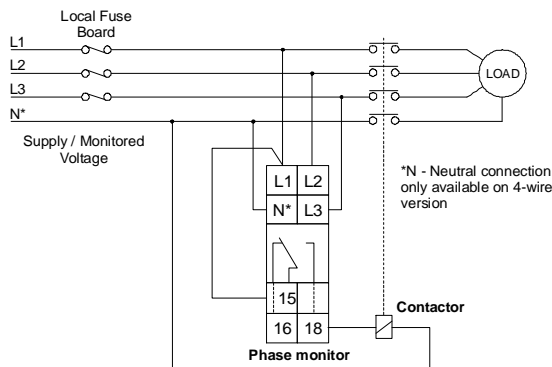 Local Fuse
Board
L1
L2
L3
N*
LOAD
Supply / Monitored
Voltage
*N - Neutral connection
only available on 4-wire
version
L1 L2
N* L3
15
16 18
Contactor
Phase monitor